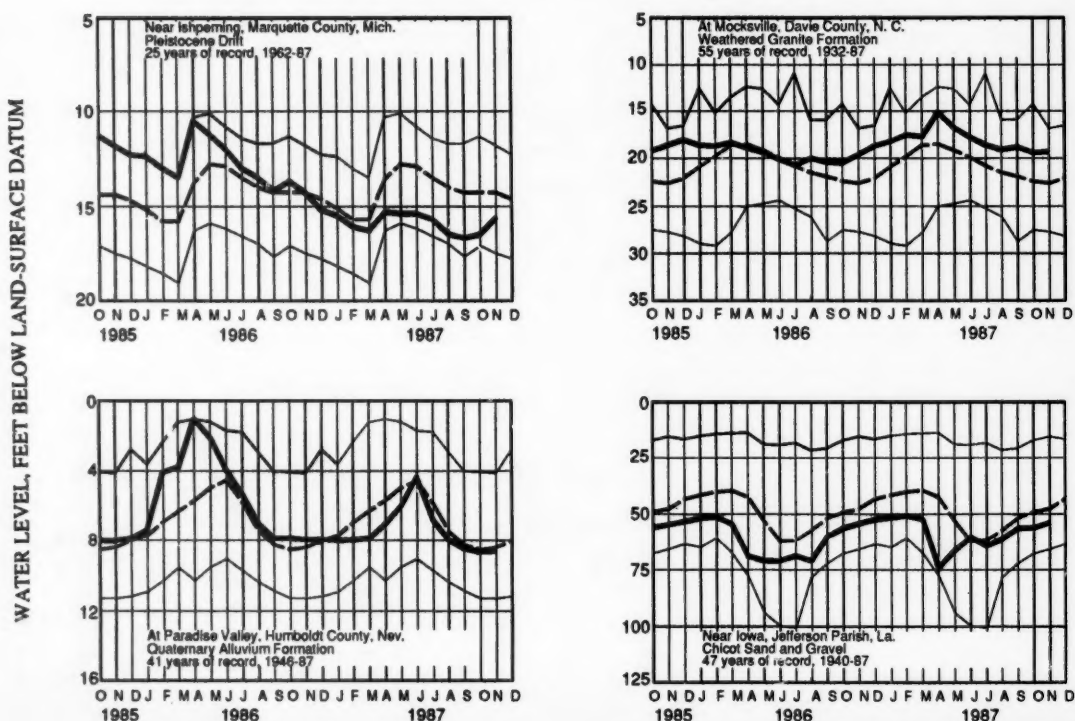 WATER LEVEL, FEET BELOW LAND-SURFACE DATUM
5
10
15
20
Near Ishperning, Marquette County, Mich.
Pleistocene Drift
25 years of record, 1962-87
O N D J F M A M J J A S O N D J F M A M J J A S O N D
1985 1986 1987
5
10
15
20
25
30
35
At Mocksville, Davie County, N. C.
Weathered Granite Formation
55 years of record, 1932-87
O N D J F M A M J J A S O N D J F M A M J J A S O N D
1985 1986 1987
0
4
8
12
16
At Paradise Valley, Humboldt County, Nev.
Quaternary Alluvium Formation
41 years of record, 1946-87
O N D J F M A M J J A S O N D J F M A M J J A S O N D
1985 1986 1987
0
25
50
75
100
125
Near Iowa, Jefferson Parish, La.
Chicot Sand and Gravel
47 years of record, 1940-87
O N D J F M A M J J A S O N D J F M A M J J A S O N D
1985 1986 1987